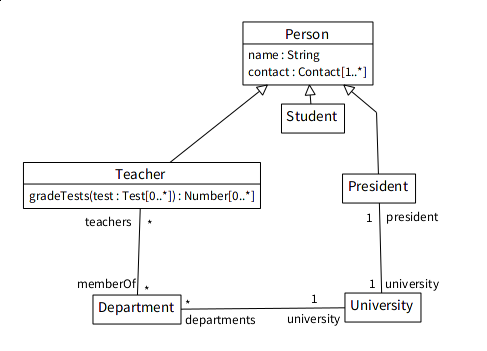 Person
name : String
contact : Contact[1..*]
Student
Teacher
gradeTests(test : Test[0..*]) : Number[0..*]
President
teachers *
1 president
memberOf *
1 university
Department
* departments
1 university
University